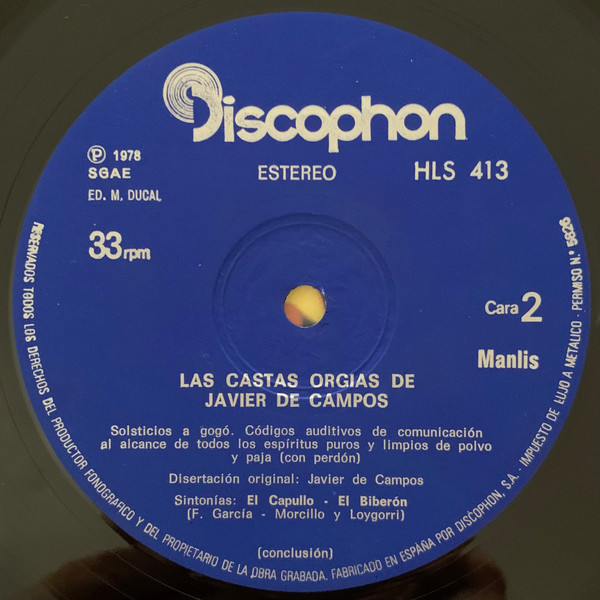 Discophon
℗ 1978
SGAE
ED. M. DUCAL
ESTEREO
HLS 413
33 rpm
Cara 2
Manlis
LAS CASTAS ORGIAS DE
JAVIER DE CAMPOS
Solsticios a gogó. Códigos auditivos de comunicación
al alcance de todos los espíritus puros y limpios de polvo
y paja (con perdón)
Disertación original: Javier de Campos
Sintonías: El Capullo - El Biberón
(F. García - Morcillo y Loygorri)
(conclusión)
RESERVADOS TODOS LOS DERECHOS DEL PRODUCTOR FONOGRAFICO Y DEL PROPIETARIO DE LA OBRA GRABADA. FABRICADO EN ESPAÑA POR DISCOPHON, S.A. - IMPUESTO DE LUJO A METALICO - PERMISO N.º 5626